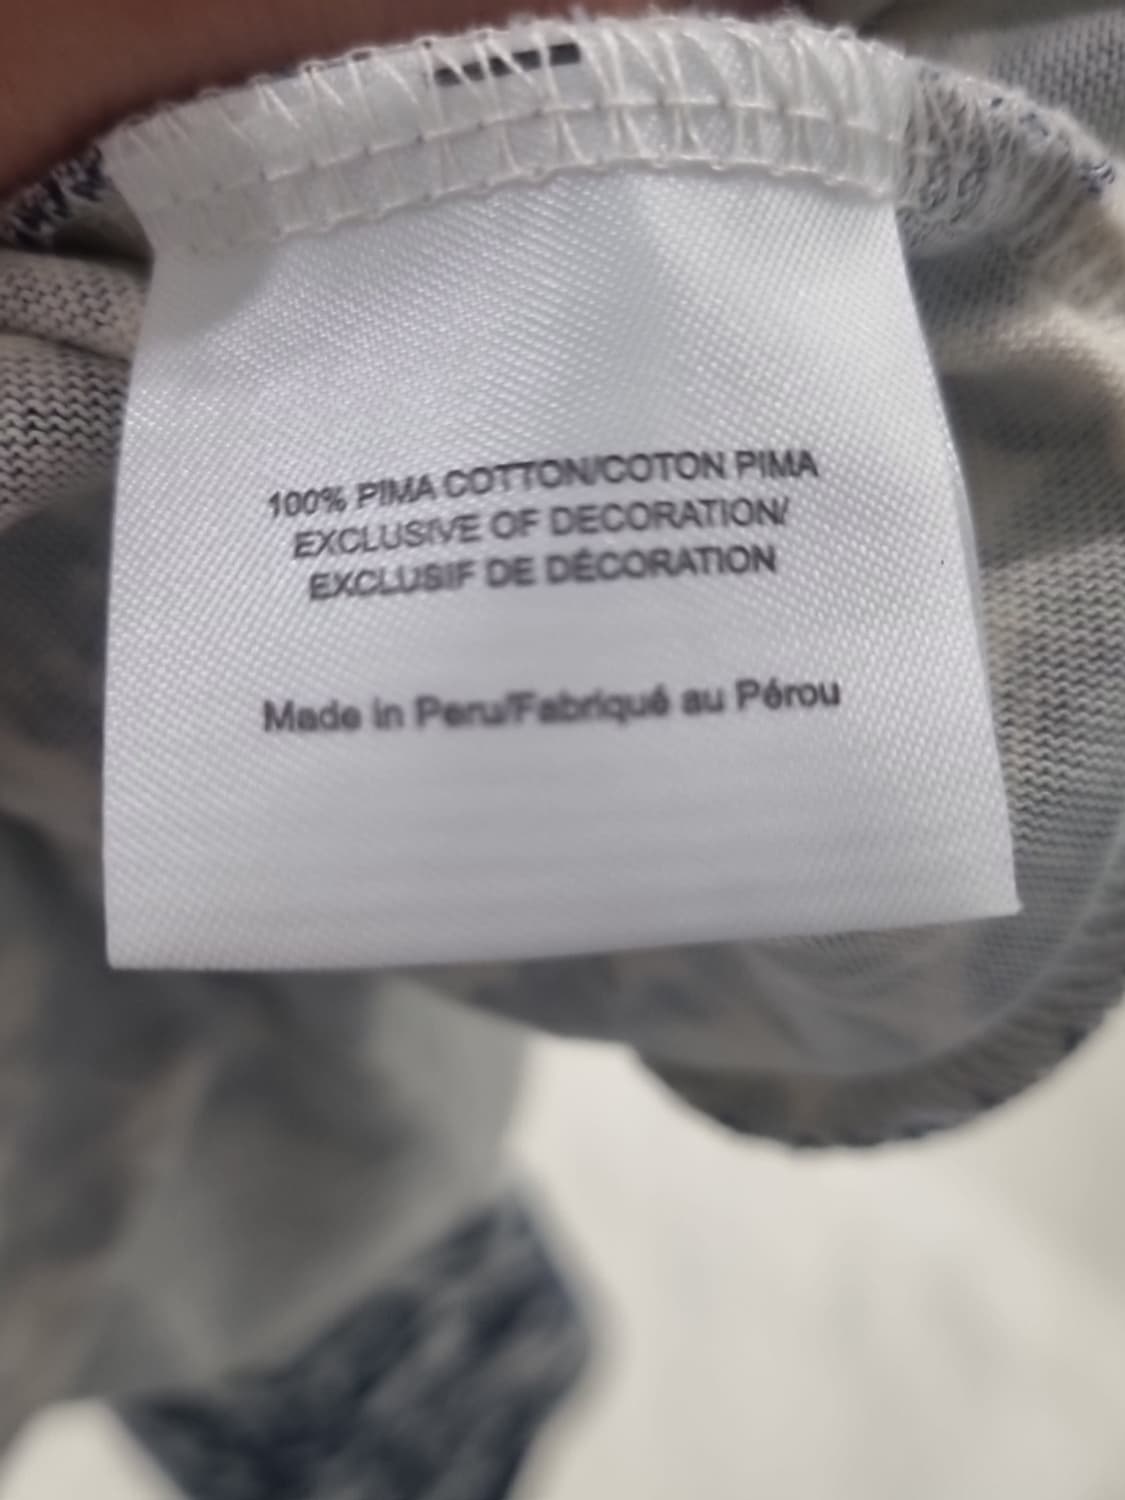 100% PIMA COTTON/COTON PIMA
EXCLUSIVE OF DECORATION/
EXCLUSIF DE DÉCORATION
Made in Peru/Fabriqué au Pérou